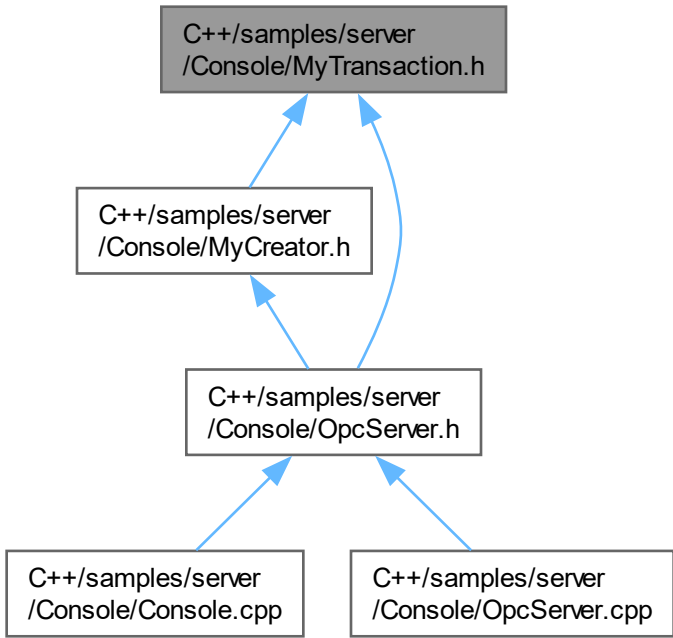 C++/samples/server
/Console/MyTransaction.h
C++/samples/server
/Console/MyCreator.h
C++/samples/server
/Console/OpcServer.h
C++/samples/server
/Console/Console.cpp
C++/samples/server
/Console/OpcServer.cpp